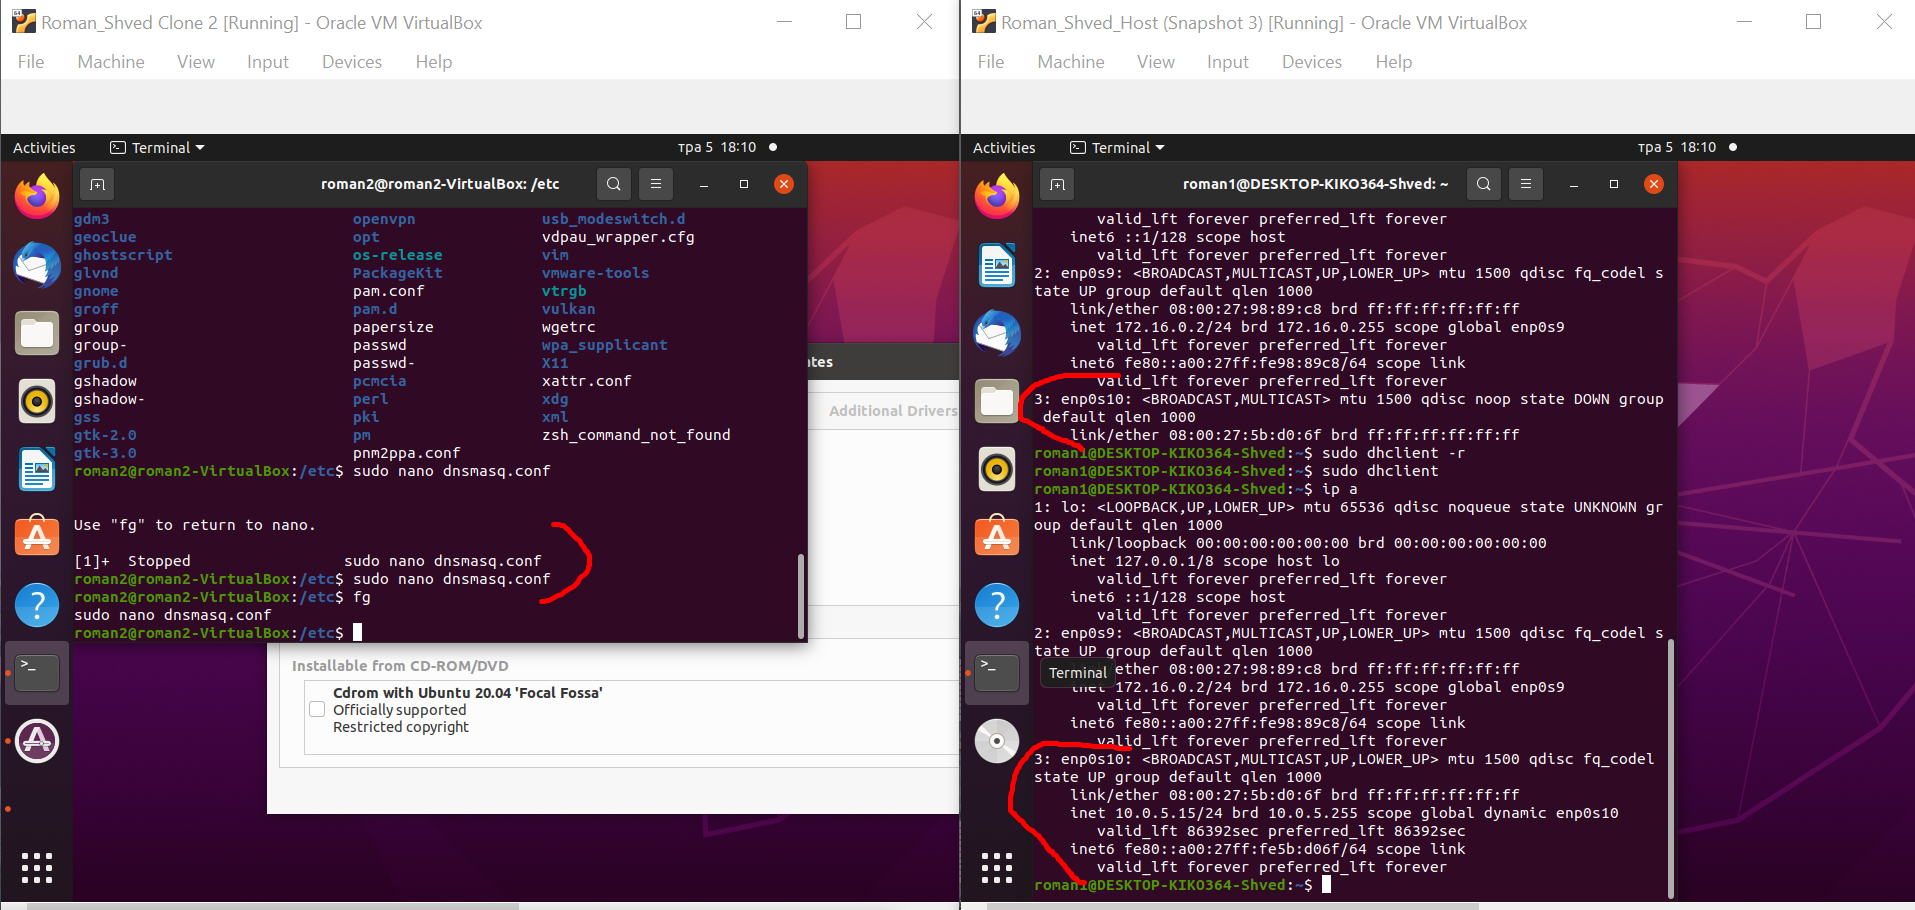 Roman_Shved Clone 2 [Running] - Oracle VM VirtualBox
File Machine View Input Devices Help
Activities Terminal тра 5 18:10
roman2@roman2-VirtualBox: /etc
gdm3 openvpn usb_modeswitch.d
geoclue opt vdpau_wrapper.cfg
ghostscript os-release vim
glvnd PackageKit vmware-tools
gnome pam.conf vtrgb
groff pam.d vulkan
group papersize wgetrc
group- passwd wpa_supplicant
grub.d passwd- X11
gshadow pcmcia xattr.conf
gshadow- perl xdg
gss pki xml
gtk-2.0 pm zsh_command_not_found
gtk-3.0 pnm2ppa.conf
roman2@roman2-VirtualBox:/etc$ sudo nano dnsmasq.conf
Use "fg" to return to nano.
[1]+ Stopped sudo nano dnsmasq.conf
roman2@roman2-VirtualBox:/etc$ sudo nano dnsmasq.conf
roman2@roman2-VirtualBox:/etc$ fg
sudo nano dnsmasq.conf
roman2@roman2-VirtualBox:/etc$
ates
Additional Drivers
Installable from CD-ROM/DVD
Cdrom with Ubuntu 20.04 'Focal Fossa'
Officially supported
Restricted copyright
Roman_Shved_Host (Snapshot 3) [Running] - Oracle VM VirtualBox
File Machine View Input Devices Help
Activities Terminal тра 5 18:10
roman1@DESKTOP-KIKO364-Shved: ~
valid_lft forever preferred_lft forever
inet6 ::1/128 scope host
valid_lft forever preferred_lft forever
2: enp0s9: <BROADCAST,MULTICAST,UP,LOWER_UP> mtu 1500 qdisc fq_codel s
tate UP group default qlen 1000
link/ether 08:00:27:98:89:c8 brd ff:ff:ff:ff:ff:ff
inet 172.16.0.2/24 brd 172.16.0.255 scope global enp0s9
valid_lft forever preferred_lft forever
inet6 fe80::a00:27ff:fe98:89c8/64 scope link
valid_lft forever preferred_lft forever
3: enp0s10: <BROADCAST,MULTICAST> mtu 1500 qdisc noop state DOWN group
default qlen 1000
link/ether 08:00:27:5b:d0:6f brd ff:ff:ff:ff:ff:ff
roman1@DESKTOP-KIKO364-Shved:~$ sudo dhclient -r
roman1@DESKTOP-KIKO364-Shved:~$ sudo dhclient
roman1@DESKTOP-KIKO364-Shved:~$ ip a
1: lo: <LOOPBACK,UP,LOWER_UP> mtu 65536 qdisc noqueue state UNKNOWN gr
oup default qlen 1000
link/loopback 00:00:00:00:00:00 brd 00:00:00:00:00:00
inet 127.0.0.1/8 scope host lo
valid_lft forever preferred_lft forever
inet6 ::1/128 scope host
valid_lft forever preferred_lft forever
2: enp0s9: <BROADCAST,MULTICAST,UP,LOWER_UP> mtu 1500 qdisc fq_codel s
tate UP group default qlen 1000
/ether 08:00:27:98:89:c8 brd ff:ff:ff:ff:ff:ff
Terminal
172.16.0.2/24 brd 172.16.0.255 scope global enp0s9
valid_lft forever preferred_lft forever
inet6 fe80::a00:27ff:fe98:89c8/64 scope link
valid_lft forever preferred_lft forever
3: enp0s10: <BROADCAST,MULTICAST,UP,LOWER_UP> mtu 1500 qdisc fq_codel
state UP group default qlen 1000
link/ether 08:00:27:5b:d0:6f brd ff:ff:ff:ff:ff:ff
inet 10.0.5.15/24 brd 10.0.5.255 scope global dynamic enp0s10
valid_lft 86392sec preferred_lft 86392sec
inet6 fe80::a00:27ff:fe5b:d06f/64 scope link
valid_lft forever preferred_lft forever
roman1@DESKTOP-KIKO364-Shved:~$